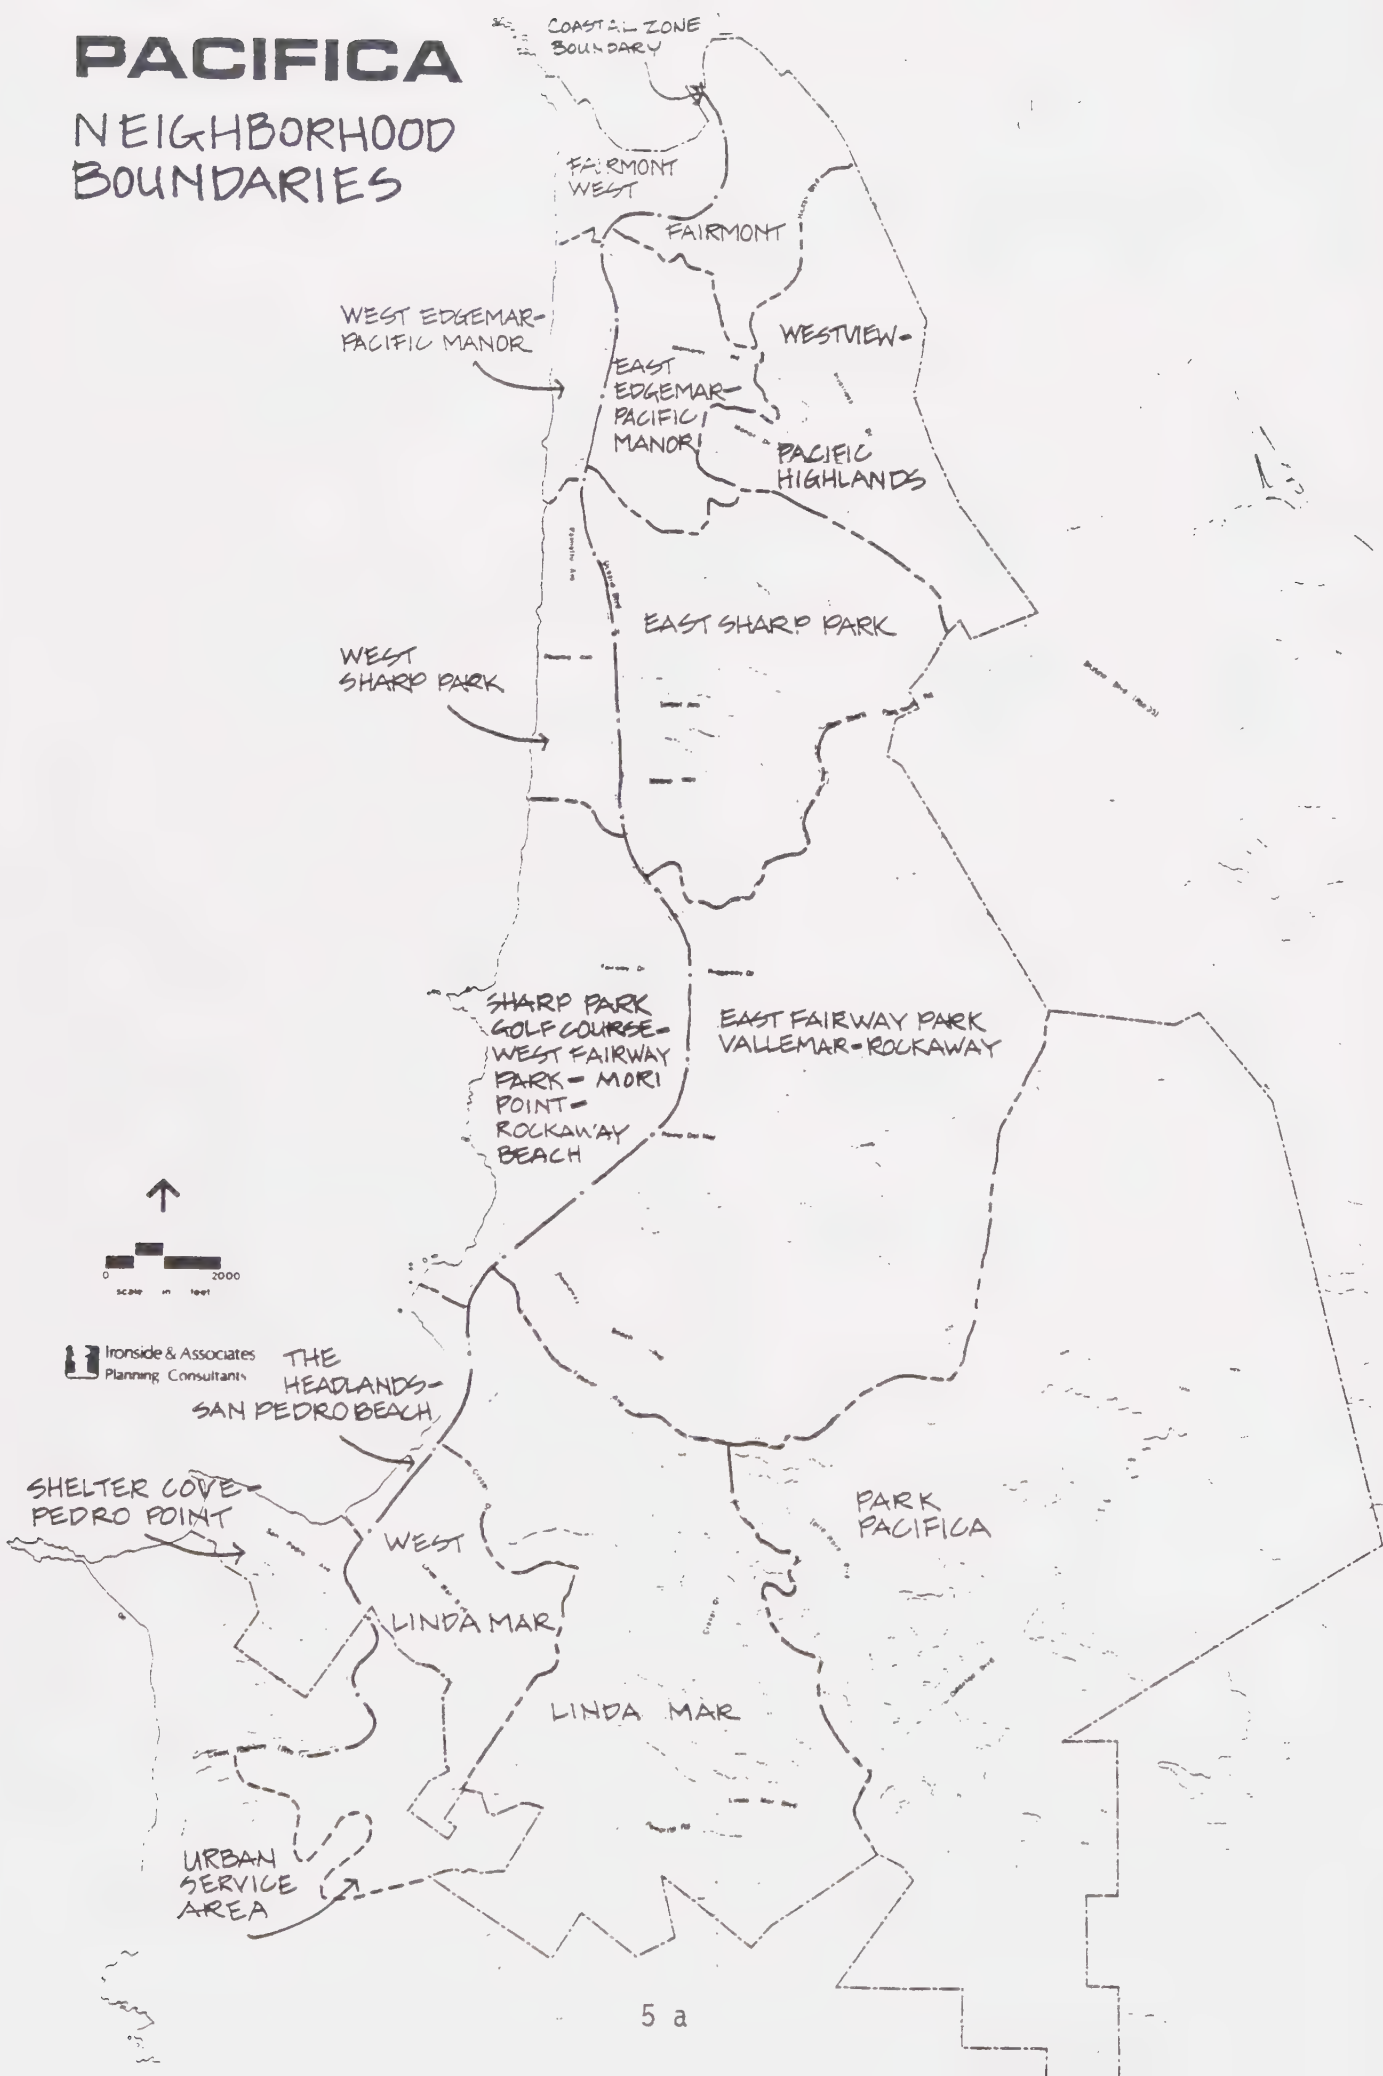 PACIFICA
NEIGHBORHOOD
BOUNDARIES
COASTAL ZONE
BOUNDARY
FAIRMONT
WEST
FAIRMONT
WEST EDGEMAR-
PACIFIC MANOR
WESTVIEW-
EAST
EDGEMAR-
PACIFIC
MANOR
PACIFIC
HIGHLANDS
EAST SHARP PARK
WEST
SHARP PARK
SHARP PARK
GOLF COURSE-
WEST FAIRWAY
PARK - MORI
POINT-
ROCKAWAY
BEACH
EAST FAIRWAY PARK
VALLEMAR-ROCKAWAY
0 2000
scale in feet
Ironside & Associates
Planning Consultants
THE
HEADLANDS-
SAN PEDRO BEACH
SHELTER COVE-
PEDRO POINT
WEST
LINDA MAR
PARK
PACIFICA
LINDA MAR
URBAN
SERVICE
AREA
5 a